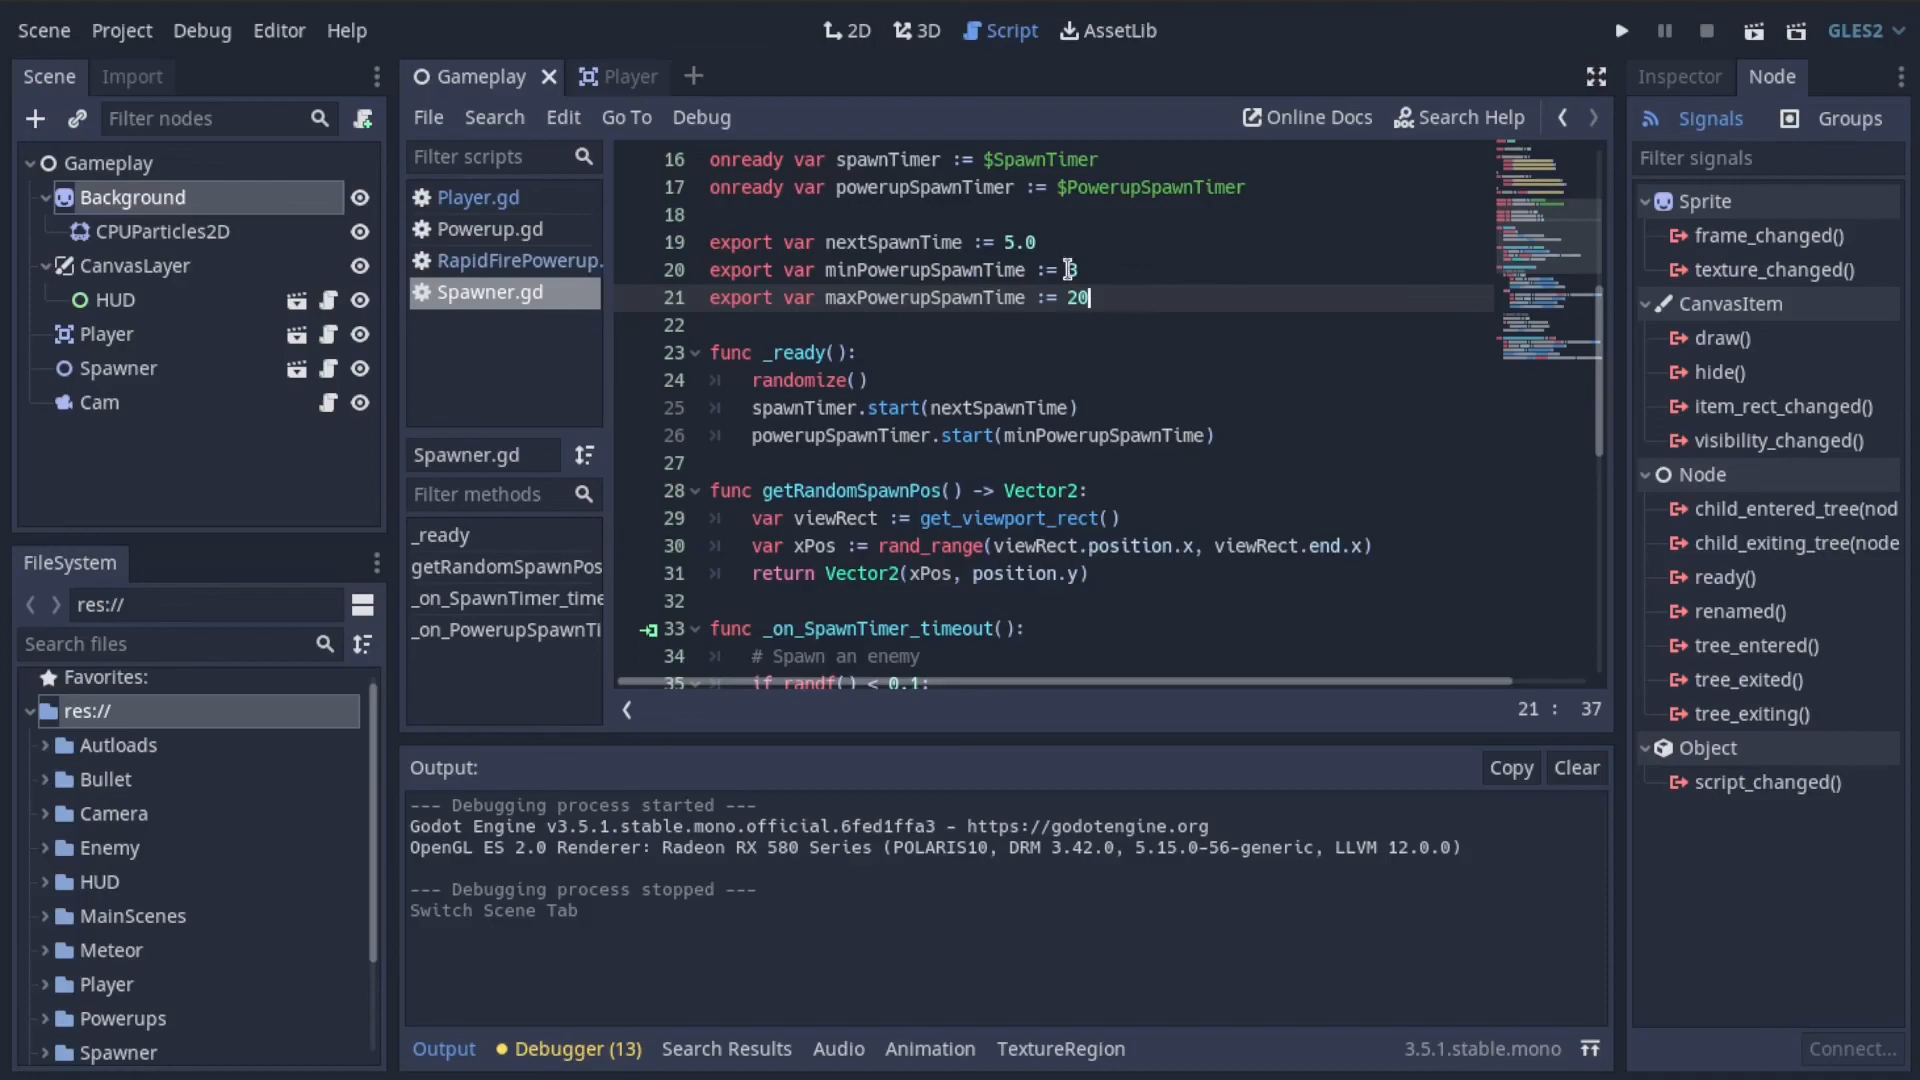 Scene Project Debug Editor Help
2D 3D Script AssetLib
GLES2
Scene Import
Filter nodes
Gameplay
Background
CPUParticles2D
CanvasLayer
HUD
Player
Spawner
Cam
FileSystem
res://
Search files
Favorites:
res://
Autloads
Bullet
Camera
Enemy
HUD
MainScenes
Meteor
Player
Powerups
Spawner
Gameplay Player
File Search Edit Go To Debug
Online Docs Search Help
Filter scripts
Player.gd
Powerup.gd
RapidFirePowerup.
Spawner.gd
Spawner.gd
Filter methods
_ready
getRandomSpawnPos
_on_SpawnTimer_time
_on_PowerupSpawnTi
16 onready var spawnTimer := $SpawnTimer
17 onready var powerupSpawnTimer := $PowerupSpawnTimer
18
19 export var nextSpawnTime := 5.0
20 export var minPowerupSpawnTime := 3
21 export var maxPowerupSpawnTime := 20
22
23 func _ready():
24 randomize()
25 spawnTimer.start(nextSpawnTime)
26 powerupSpawnTimer.start(minPowerupSpawnTime)
27
28 func getRandomSpawnPos() -> Vector2:
29 var viewRect := get_viewport_rect()
30 var xPos := rand_range(viewRect.position.x, viewRect.end.x)
31 return Vector2(xPos, position.y)
32
33 func _on_SpawnTimer_timeout():
34 # Spawn an enemy
35 if randf() < 0.1:
21 : 37
Output:
Copy Clear
--- Debugging process started ---
Godot Engine v3.5.1.stable.mono.official.6fed1ffa3 - https://godotengine.org
OpenGL ES 2.0 Renderer: Radeon RX 580 Series (POLARIS10, DRM 3.42.0, 5.15.0-56-generic, LLVM 12.0.0)
--- Debugging process stopped ---
Switch Scene Tab
Output Debugger (13) Search Results Audio Animation TextureRegion
3.5.1.stable.mono
Inspector Node
Signals Groups
Filter signals
Sprite
frame_changed()
texture_changed()
CanvasItem
draw()
hide()
item_rect_changed()
visibility_changed()
Node
child_entered_tree(nod
child_exiting_tree(node
ready()
renamed()
tree_entered()
tree_exited()
tree_exiting()
Object
script_changed()
Connect...